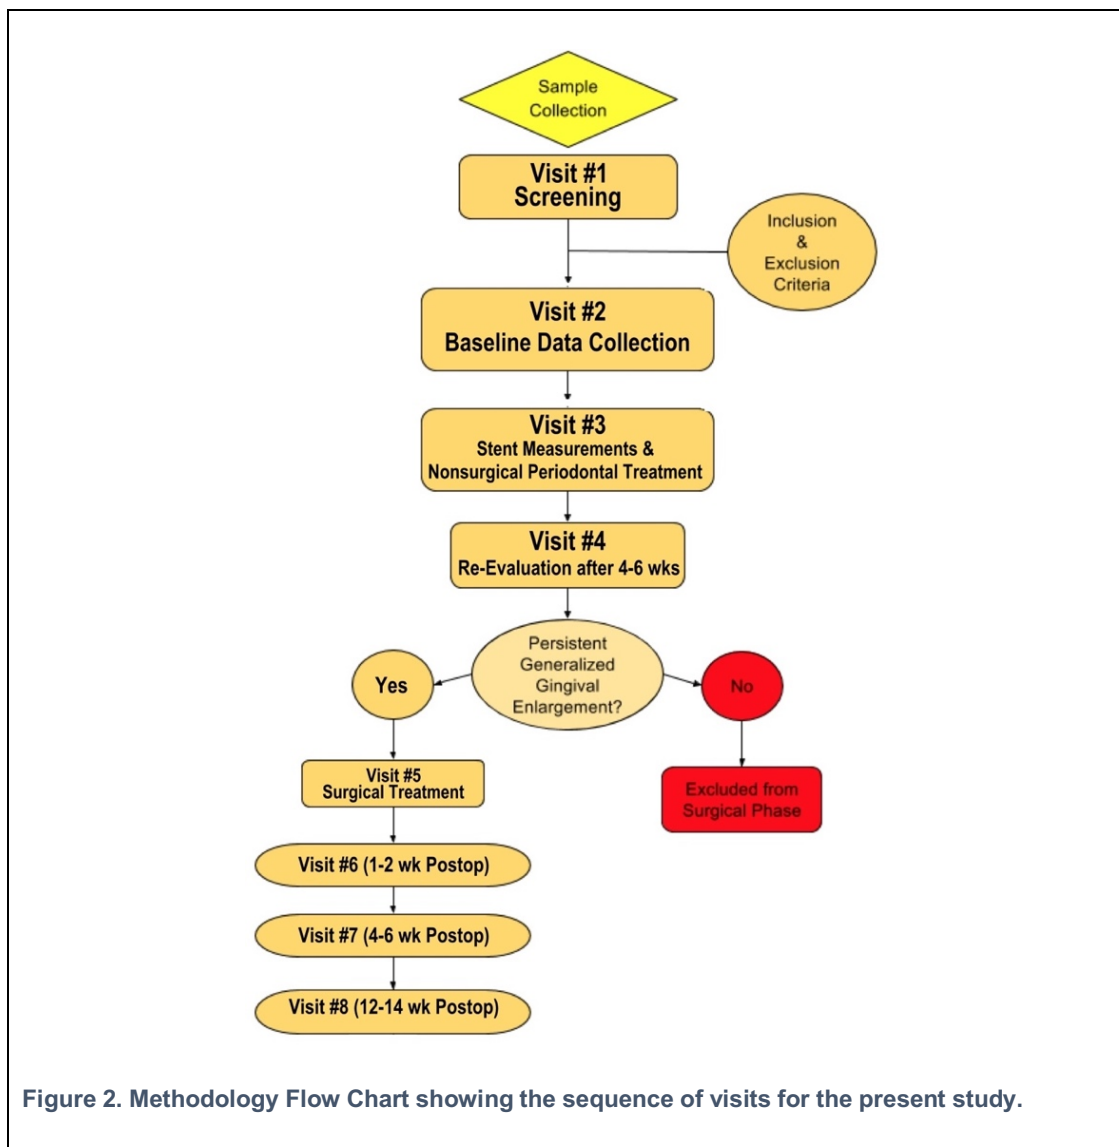 Sample
Collection
Visit #1
Screening
Inclusion
&
Exclusion
Criteria
Visit #2
Baseline Data Collection
Visit #3
Stent Measurements &
Nonsurgical Periodontal Treatment
Visit #4
Re-Evaluation after 4-6 wks
Persistent
Generalized
Gingival
Enlargement?
Yes
No
Visit #5
Surgical Treatment
Excluded from
Surgical Phase
Visit #6 (1-2 wk Postop)
Visit #7 (4-6 wk Postop)
Visit #8 (12-14 wk Postop)
Figure 2. Methodology Flow Chart showing the sequence of visits for the present study.